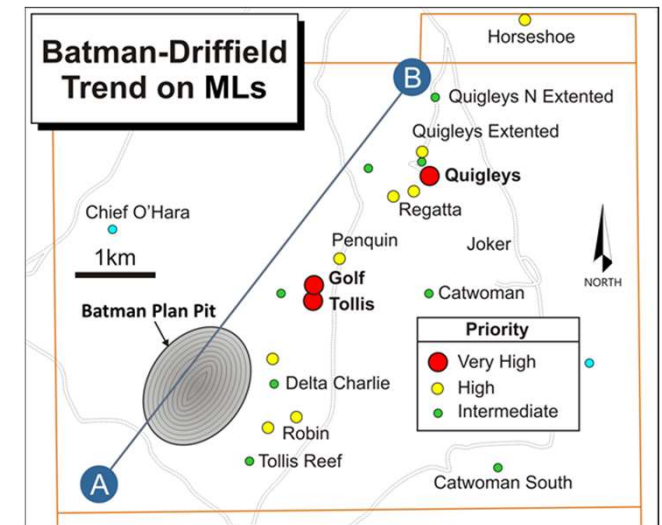 Batman-Driffield
Trend on MLs
Horseshoe
B
Quigleys N Extented
Quigleys Extented
Quigleys
Regatta
Chief O'Hara
1km
Penquin
Joker
NORTH
Golf
Tollis
Catwoman
Batman Plan Pit
Priority
Very High
High
Intermediate
Delta Charlie
Robin
Tollis Reef
A
Catwoman South